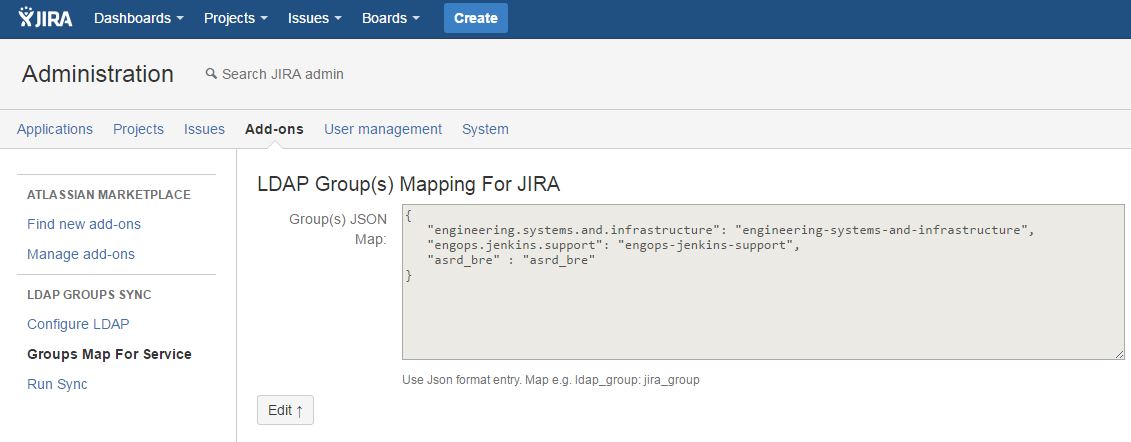 JIRA Dashboards Projects Issues Boards Create
Administration Search JIRA admin
Applications Projects Issues Add-ons User management System
ATLASSIAN MARKETPLACE
Find new add-ons
Manage add-ons
LDAP GROUPS SYNC
Configure LDAP
Groups Map For Service
Run Sync
LDAP Group(s) Mapping For JIRA
Group(s) JSON
Map:
{
"engineering.systems.and.infrastructure": "engineering-systems-and-infrastructure",
"engops.jenkins.support": "engops-jenkins-support",
"asrd_bre" : "asrd_bre"
}
Use Json format entry. Map e.g. ldap_group: jira_group
Edit ↑